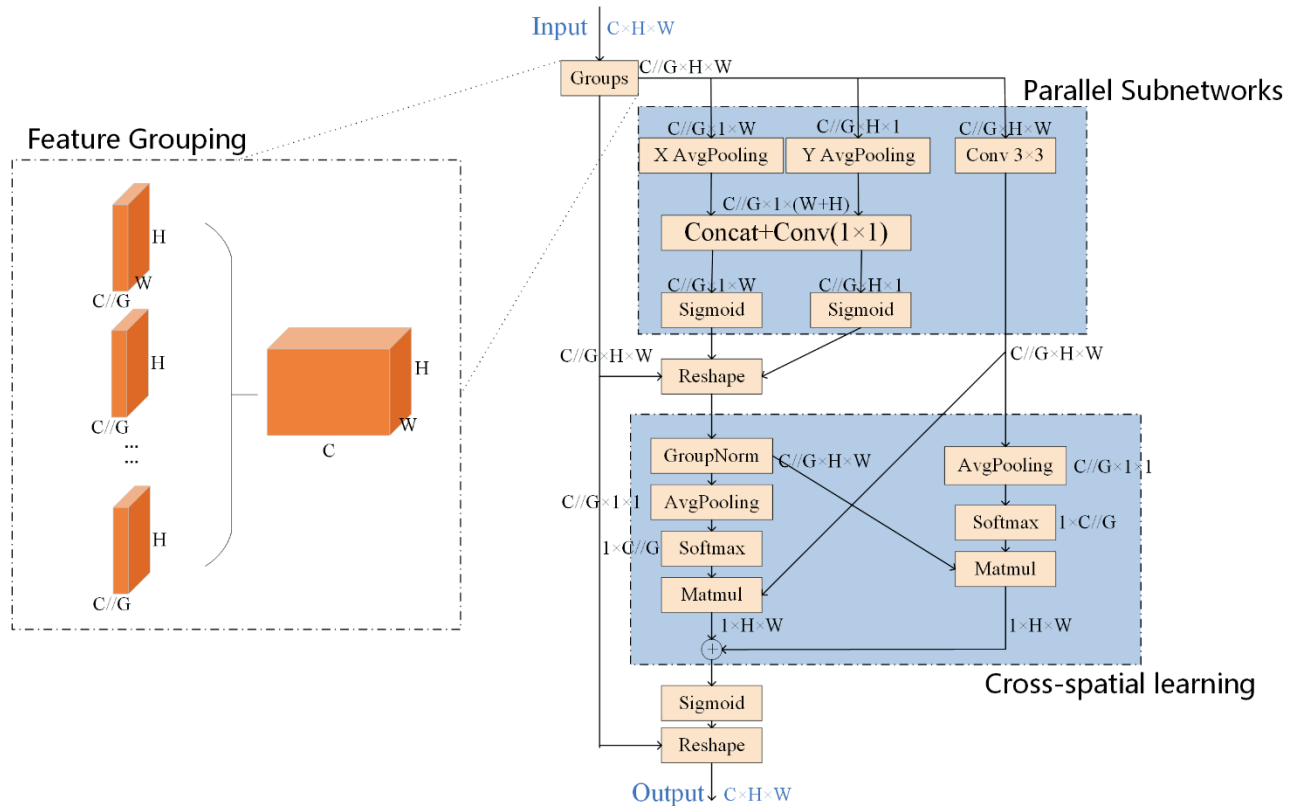 Input C×H×W
Groups
C//G×H×W
Parallel Subnetworks
Feature Grouping
C//G×1×W
C//G×H×1
C//G×H×W
X AvgPooling
Y AvgPooling
Conv 3×3
C//G×1×(W+H)
Concat+Conv(1×1)
C//G×1×W
C//G×H×1
Sigmoid
Sigmoid
H
W
C//G
H
C//G
...
...
H
C//G
H
W
C
C//G×H×W
Reshape
C//G×H×W
GroupNorm
C//G×H×W
AvgPooling
C//G×1×1
C//G×1×1
AvgPooling
Softmax
1×C//G
1×C//G
Softmax
Matmul
Matmul
1×H×W
1×H×W
+
Cross-spatial learning
Sigmoid
Reshape
Output C×H×W